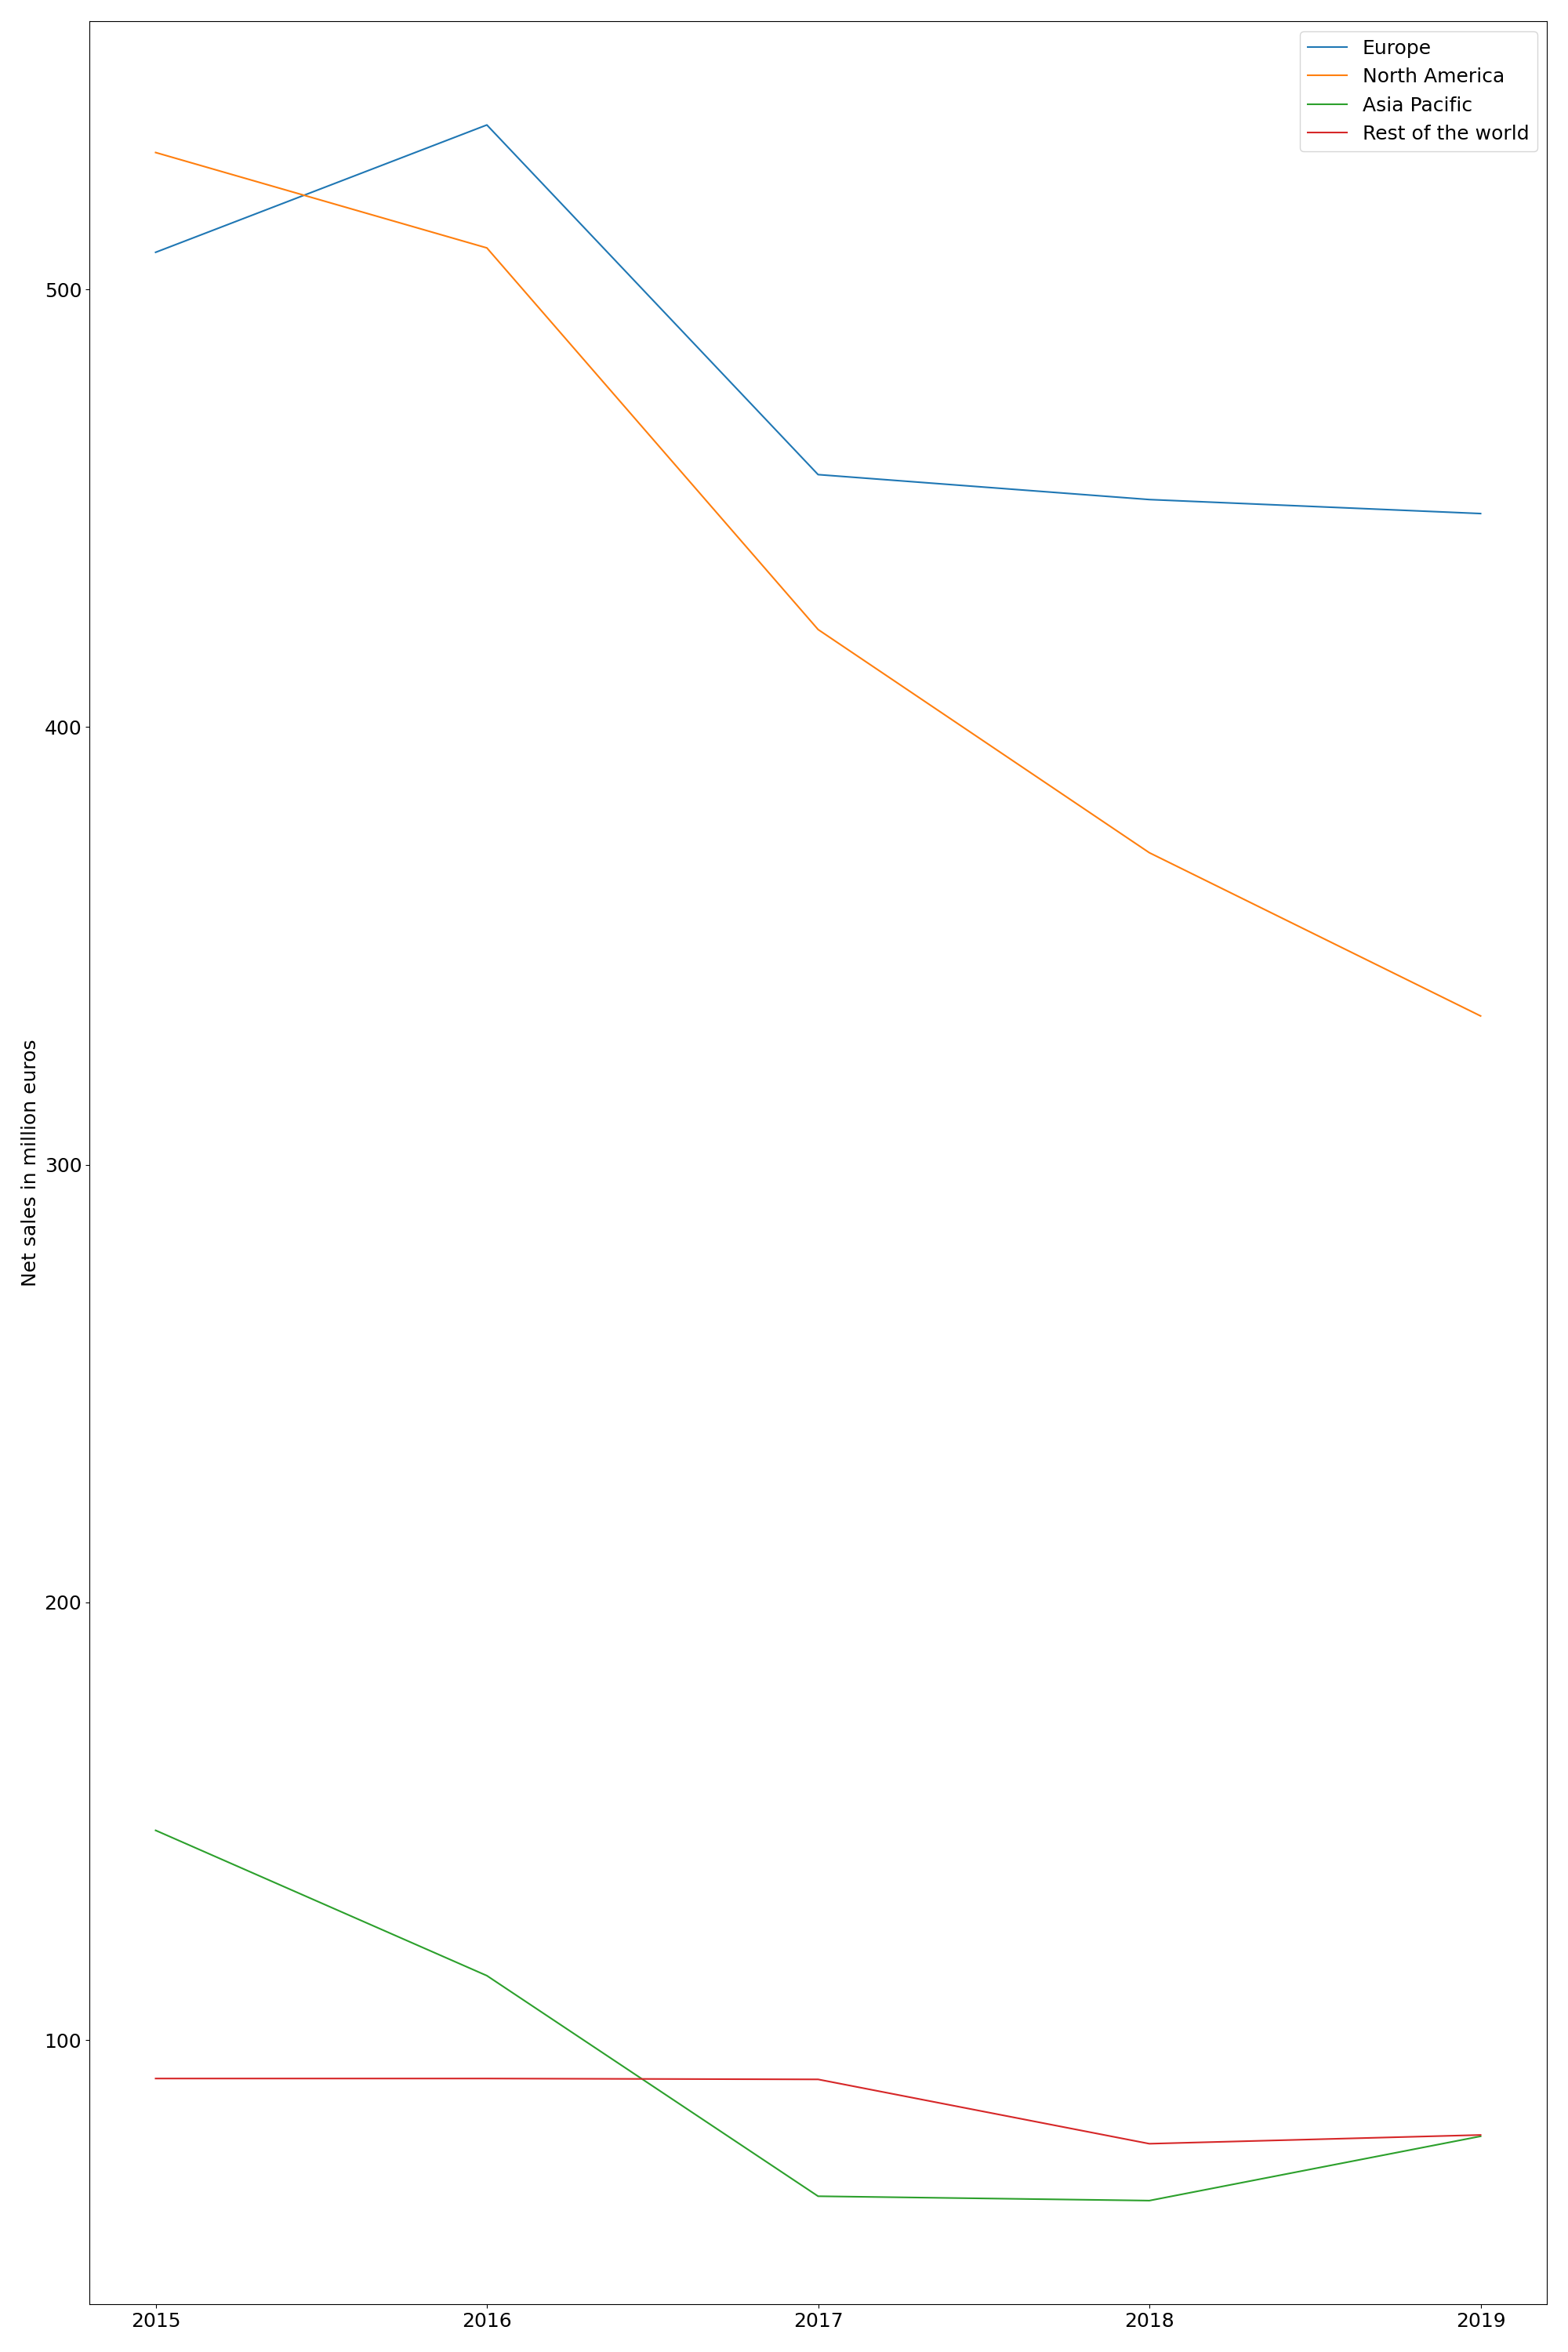 Europe
North America
Asia Pacific
Rest of the world
Net sales in million euros
500
400
300
200
100
2015 2016 2017 2018 2019